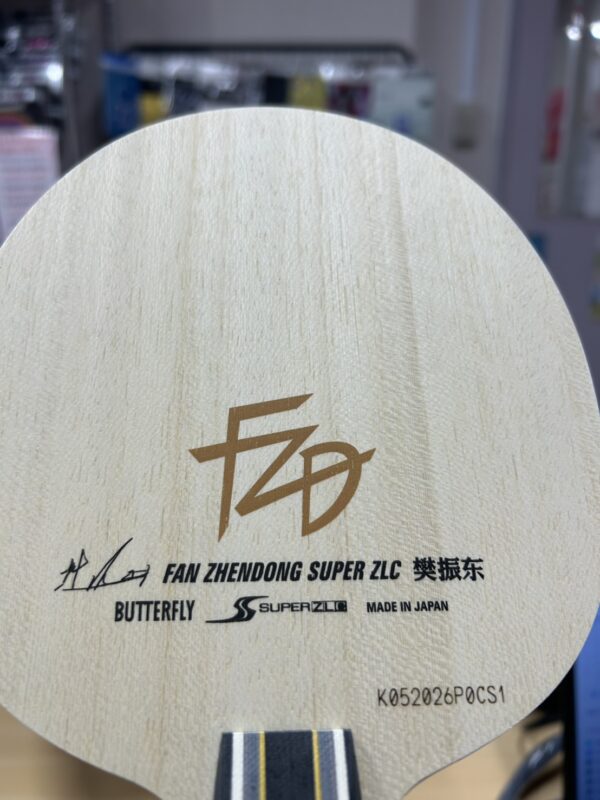 FZD
FAN ZHENDONG SUPER ZLC 樊振东
BUTTERFLY SUPER ZLC MADE IN JAPAN
K052026P0CS1